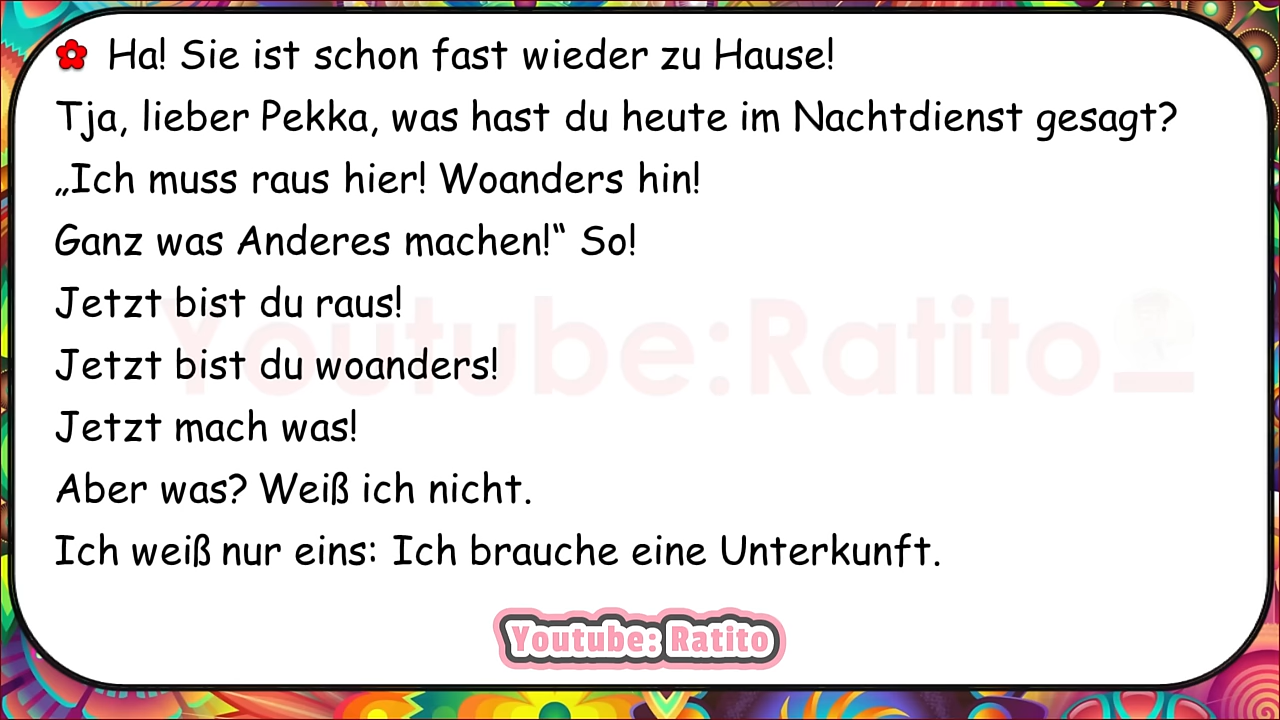 Ha! Sie ist schon fast wieder zu Hause!
Tja, lieber Pekka, was hast du heute im Nachtdienst gesagt?
„Ich muss raus hier! Woanders hin!
Ganz was Anderes machen!“ So!
Jetzt bist du raus!
Jetzt bist du woanders!
Jetzt mach was!
Aber was? Weiß ich nicht.
Ich weiß nur eins: Ich brauche eine Unterkunft.
Youtube:Ratito
Youtube: Ratito